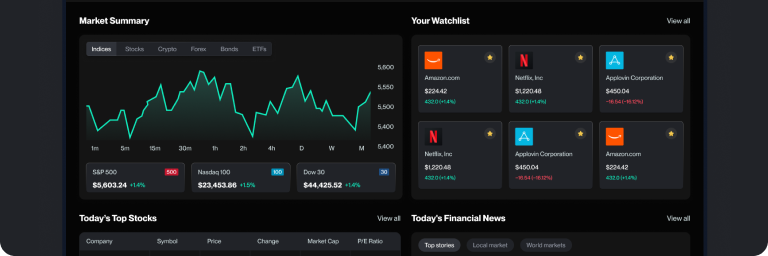 Market Summary
Indices Stocks Crypto Forex Bonds ETFs
5,600
5,550
5,500
5,450
5,400
1m 5m 15m 30m 1h 2h 4h D W M
S&P 500 500
$5,603.24 +1.4%
Nasdaq 100 100
$23,453.86 +1.5%
Dow 30 30
$44,425.52 +1.4%
Your Watchlist View all
Amazon.com
$224.42
432.0 (+1.4%)
Netflix, Inc
$1,220.48
432.0 (+1.4%)
Applovin Corporation
$450.04
-16.54 (-16.12%)
Netflix, Inc
$1,220.48
432.0 (+1.4%)
Applovin Corporation
$450.04
-16.54 (-16.12%)
Amazon.com
$224.42
432.0 (+1.4%)
Today's Top Stocks View all
Company Symbol Price Change Market Cap P/E Ratio
Today's Financial News View all
Top stories Local market World markets